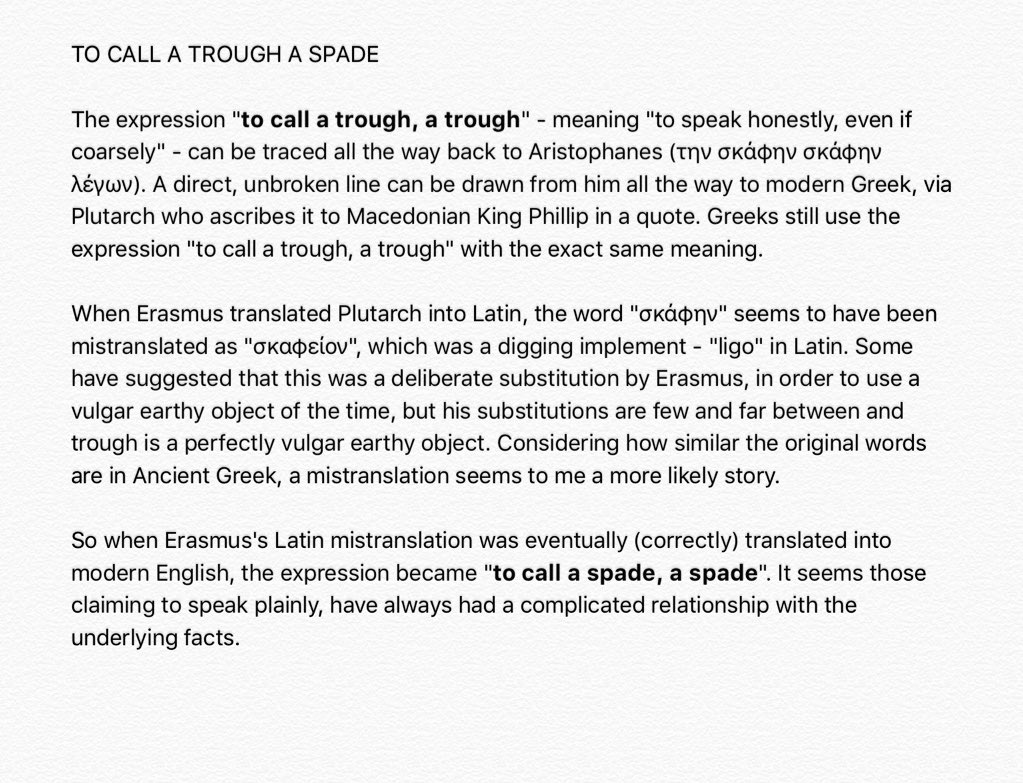 TO CALL A TROUGH A SPADE
The expression "to call a trough, a trough" - meaning "to speak honestly, even if
coarsely" - can be traced all the way back to Aristophanes (την σκάφην σκάφην
λέγων). A direct, unbroken line can be drawn from him all the way to modern Greek, via
Plutarch who ascribes it to Macedonian King Phillip in a quote. Greeks still use the
expression "to call a trough, a trough" with the exact same meaning.
When Erasmus translated Plutarch into Latin, the word "σκάφην" seems to have been
mistranslated as "σκαφείον", which was a digging implement - "ligo" in Latin. Some
have suggested that this was a deliberate substitution by Erasmus, in order to use a
vulgar earthy object of the time, but his substitutions are few and far between and
trough is a perfectly vulgar earthy object. Considering how similar the original words
are in Ancient Greek, a mistranslation seems to me a more likely story.
So when Erasmus's Latin mistranslation was eventually (correctly) translated into
modern English, the expression became "to call a spade, a spade". It seems those
claiming to speak plainly, have always had a complicated relationship with the
underlying facts.